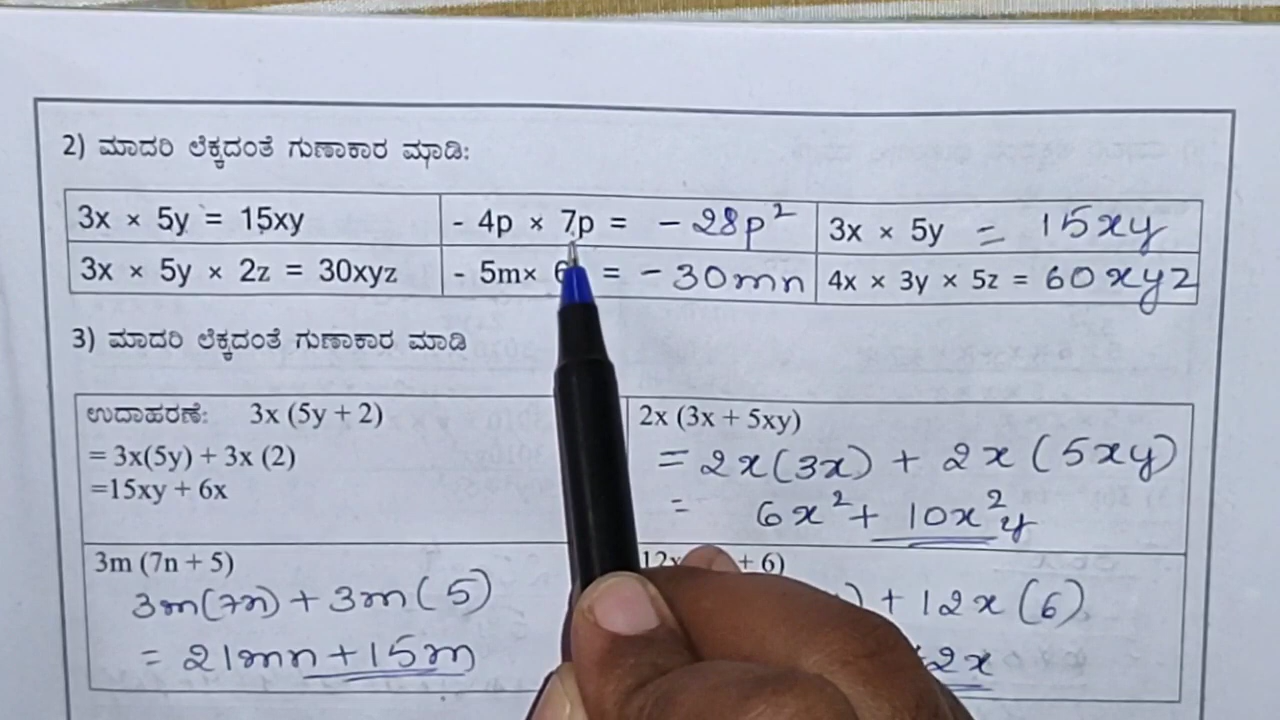 2) ಮಾದರಿ ಲೆಕ್ಕದಂತೆ ಗುಣಾಕಾರ ಮಾಡಿ:
3x × 5y = 15xy
- 4p × 7p = - 28p²
3x × 5y = 15xy
3x × 5y × 2z = 30xyz
- 5m× 6 = - 30mn
4x × 3y × 5z = 60xyz
3) ಮಾದರಿ ಲೆಕ್ಕದಂತೆ ಗುಣಾಕಾರ ಮಾಡಿ
ಉದಾಹರಣೆ: 3x (5y + 2)
= 3x(5y) + 3x (2)
=15xy + 6x
2x (3x + 5xy)
= 2x(3x) + 2x(5xy)
= 6x² + 10x²y
3m (7n + 5)
3m(7n) + 3m(5)
= 21mn + 15m
12x + 6)
) + 12x(6)
2x